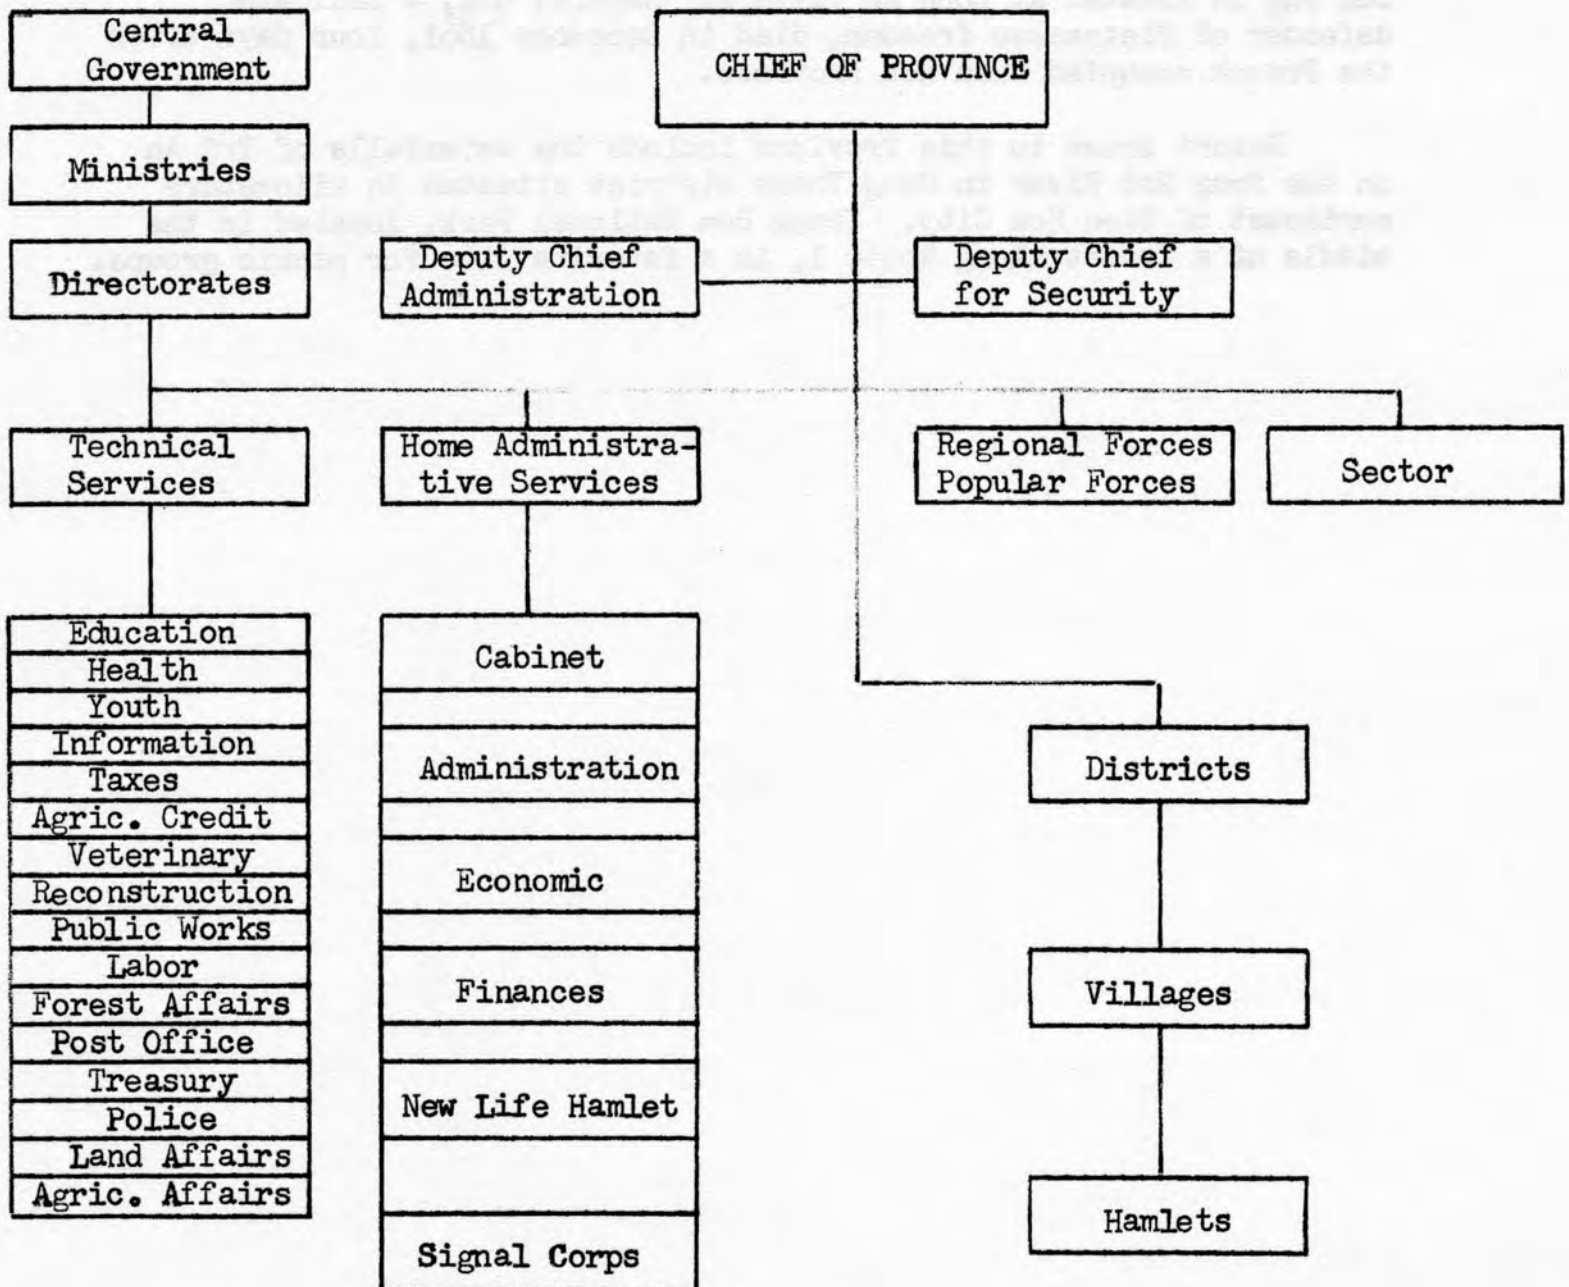 Central
Government
CHIEF OF PROVINCE
Ministries
Directorates
Deputy Chief
Administration
Deputy Chief
for Security
Technical
Services
Home Administra-
tive Services
Regional Forces
Popular Forces
Sector
Education
Health
Youth
Information
Taxes
Agric. Credit
Veterinary
Reconstruction
Public Works
Labor
Forest Affairs
Post Office
Treasury
Police
Land Affairs
Agric. Affairs
Cabinet
Administration
Economic
Finances
New Life Hamlet
Signal Corps
Districts
Villages
Hamlets